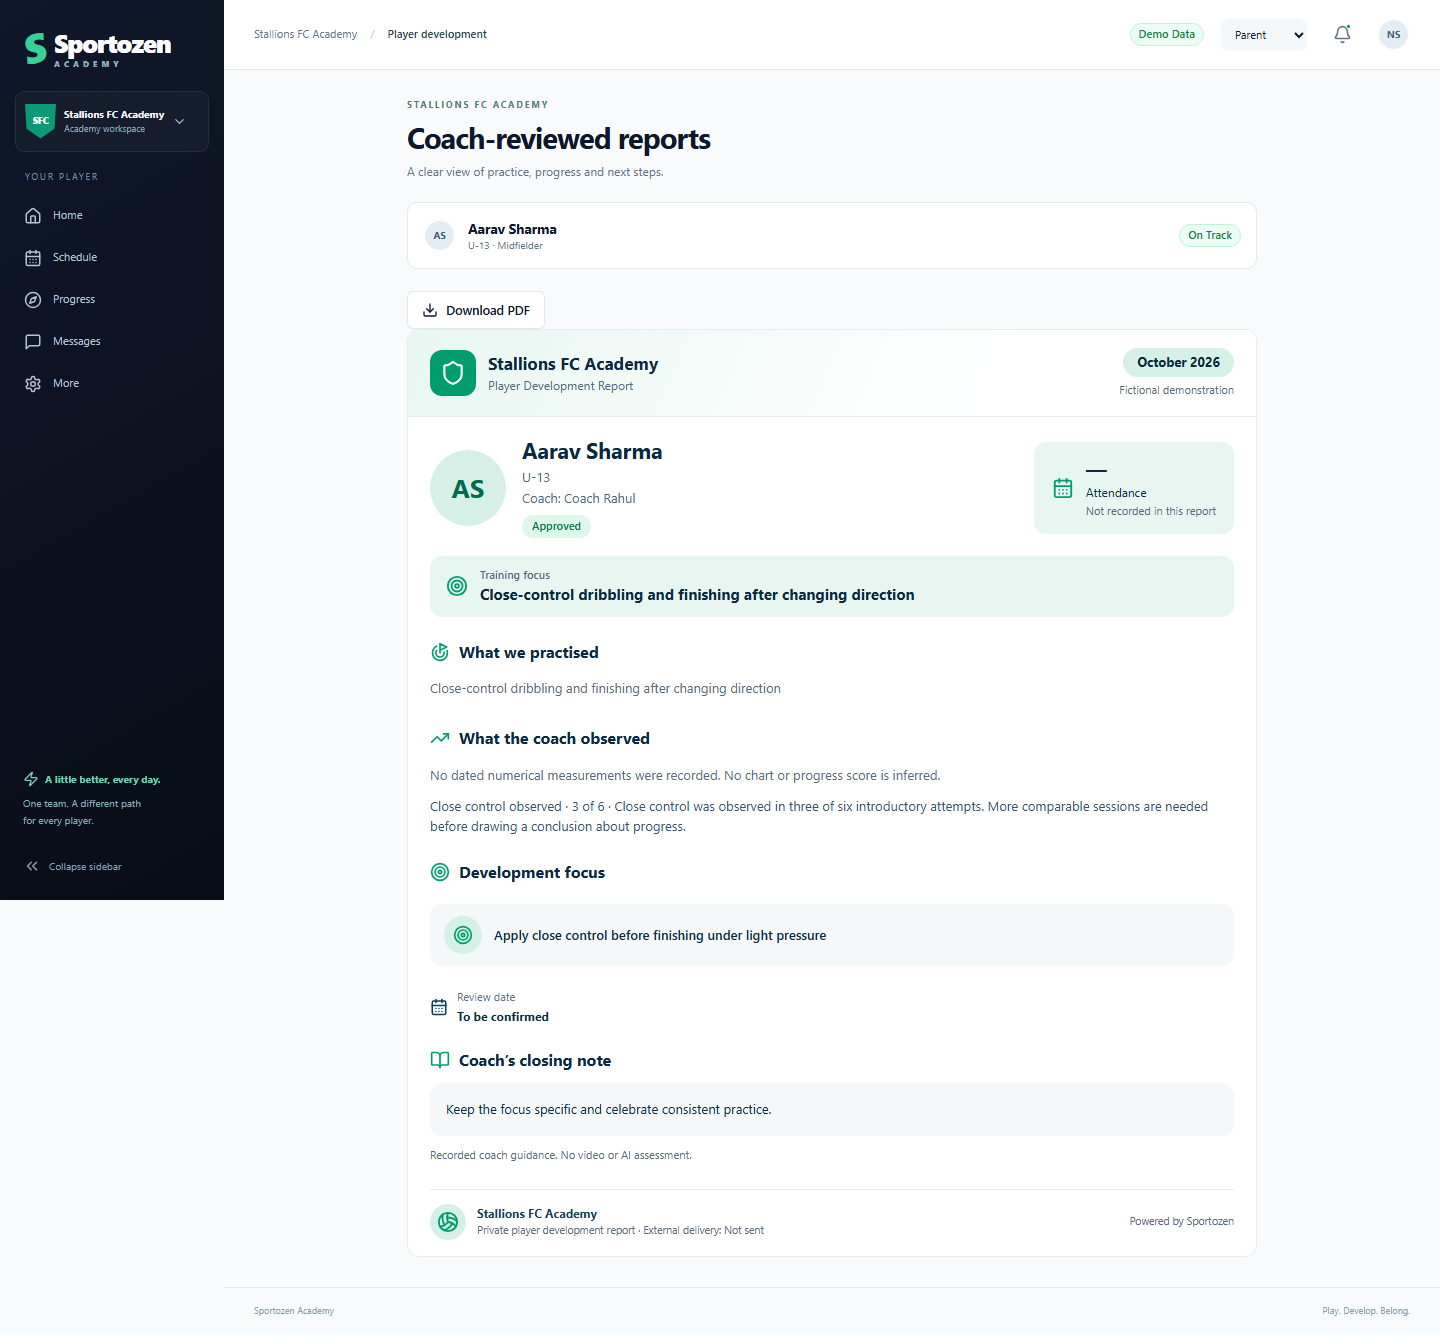 Sportozen
ACADEMY
SFC
Stallions FC Academy
Academy workspace
YOUR PLAYER
Home
Schedule
Progress
Messages
More
A little better, every day.
One team. A different path
for every player.
Collapse sidebar
Stallions FC Academy / Player development
Demo Data
Parent
NS
STALLIONS FC ACADEMY
Coach-reviewed reports
A clear view of practice, progress and next steps.
AS
Aarav Sharma
U-13 · Midfielder
On Track
Download PDF
Stallions FC Academy
Player Development Report
October 2026
Fictional demonstration
AS
Aarav Sharma
U-13
Coach: Coach Rahul
Approved
—
Attendance
Not recorded in this report
Training focus
Close-control dribbling and finishing after changing direction
What we practised
Close-control dribbling and finishing after changing direction
What the coach observed
No dated numerical measurements were recorded. No chart or progress score is inferred.
Close control observed · 3 of 6 · Close control was observed in three of six introductory attempts. More comparable sessions are needed
before drawing a conclusion about progress.
Development focus
Apply close control before finishing under light pressure
Review date
To be confirmed
Coach's closing note
Keep the focus specific and celebrate consistent practice.
Recorded coach guidance. No video or AI assessment.
Stallions FC Academy
Private player development report · External delivery: Not sent
Powered by Sportozen
Sportozen Academy
Play. Develop. Belong.